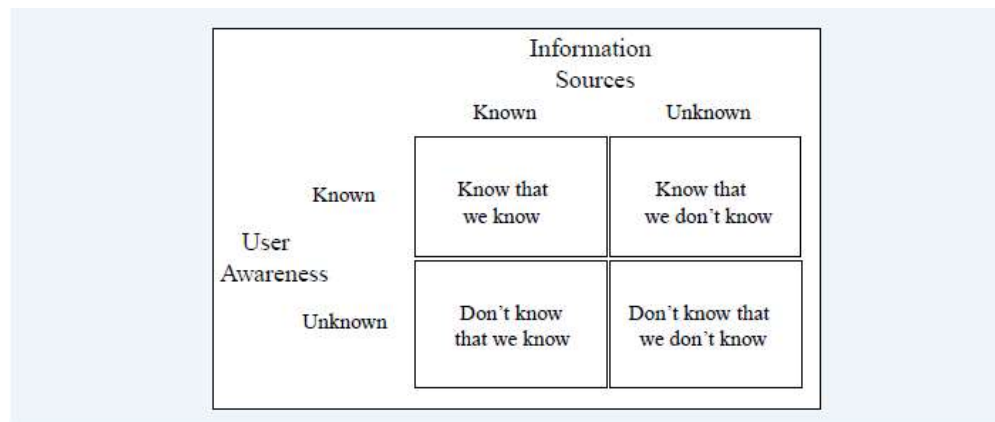 Information
Sources
Known Unknown
Known
Know that
we know
Know that
we don't know
User
Awareness
Unknown
Don't know
that we know
Don't know that
we don't know